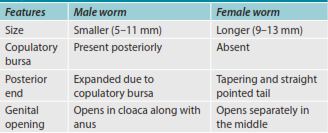 Features Male worm Female worm
Size Smaller (5–11 mm) Longer (9–13 mm)
Copulatory Present posteriorly Absent
bursa
Posterior Expanded due to Tapering and straight
end copulatory bursa pointed tail
Genital Opens in cloaca along with Opens separately in
opening anus the middle